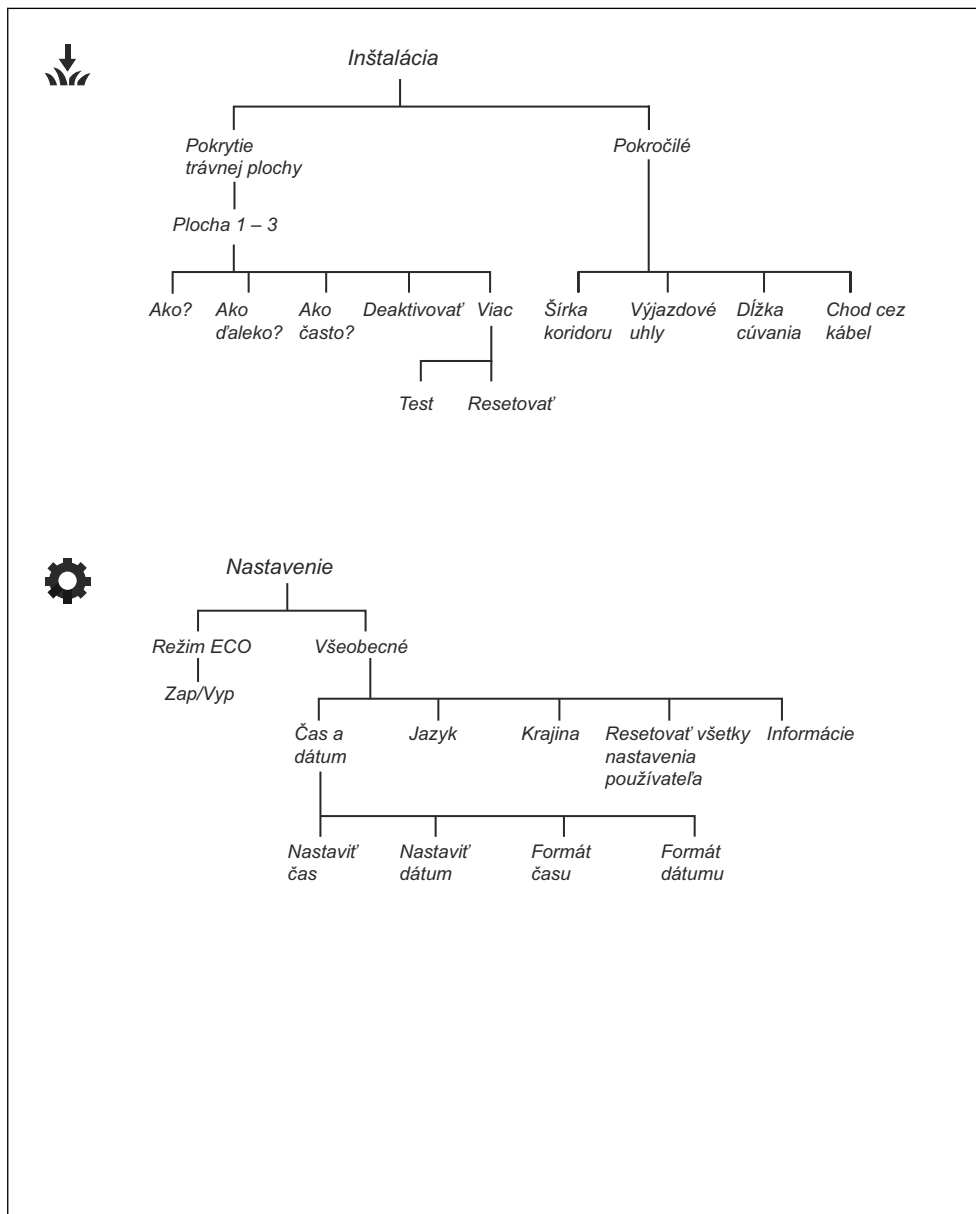 Inštalácia
Pokrytie
trávnej plochy
Pokročilé
Plocha 1 – 3
Ako?
Ako
ďaleko?
Ako
často?
Deaktivovať
Viac
Šírka
koridoru
Výjazdové
uhly
Dĺžka
cúvania
Chod cez
kábel
Test
Resetovať
Nastavenie
Režim ECO
Všeobecné
Zap/Vyp
Čas a
dátum
Jazyk
Krajina
Resetovať všetky
nastavenia
používateľa
Informácie
Nastaviť
čas
Nastaviť
dátum
Formát
času
Formát
dátumu